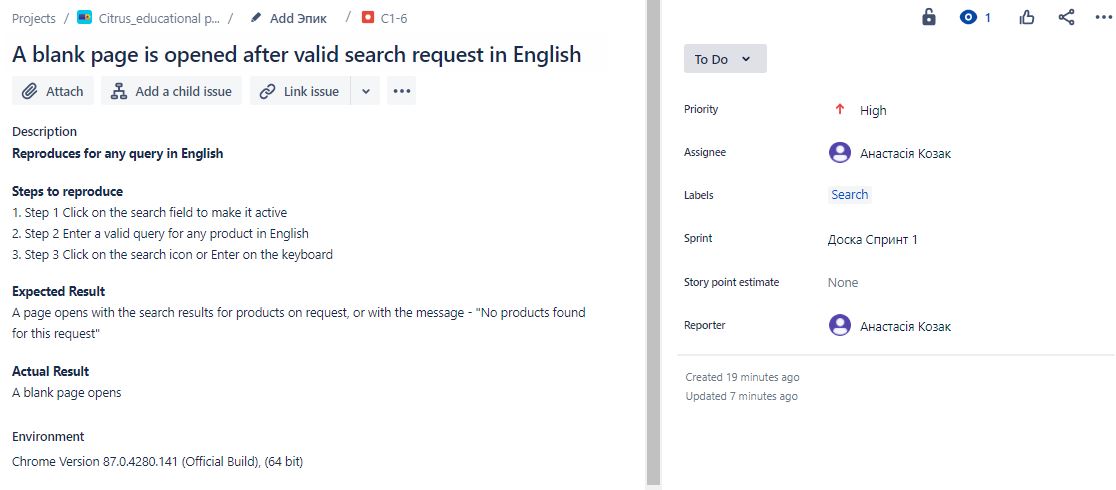 Projects / Citrus_educational p... / Add Эпик / C1-6
1
A blank page is opened after valid search request in English
Attach Add a child issue Link issue
Description
Reproduces for any query in English
Steps to reproduce
1. Step 1 Click on the search field to make it active
2. Step 2 Enter a valid query for any product in English
3. Step 3 Click on the search icon or Enter on the keyboard
Expected Result
A page opens with the search results for products on request, or with the message - "No products found
for this request"
Actual Result
A blank page opens
Environment
Chrome Version 87.0.4280.141 (Official Build), (64 bit)
To Do
Priority High
Assignee Анастасія Козак
Labels Search
Sprint Доска Спринт 1
Story point estimate None
Reporter Анастасія Козак
Created 19 minutes ago
Updated 7 minutes ago